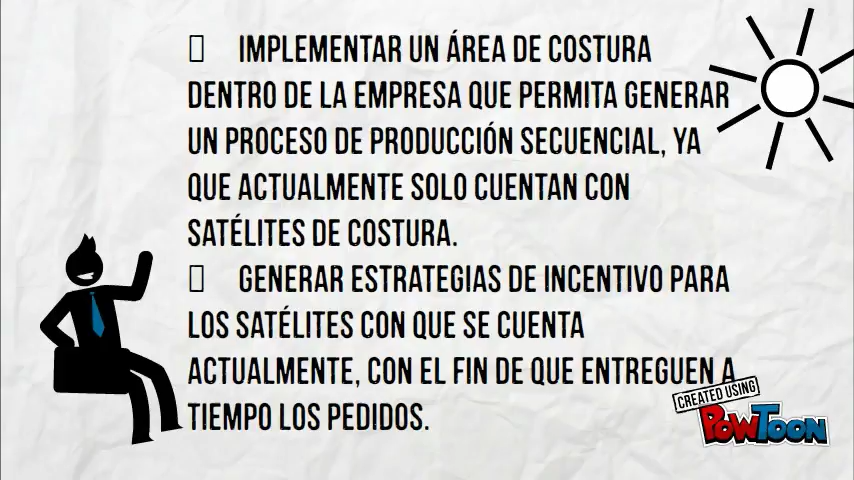 ▯ IMPLEMENTAR UN ÁREA DE COSTURA
DENTRO DE LA EMPRESA QUE PERMITA GENERAR
UN PROCESO DE PRODUCCIÓN SECUENCIAL, YA
QUE ACTUALMENTE SOLO CUENTAN CON
SATÉLITES DE COSTURA.
▯ GENERAR ESTRATEGIAS DE INCENTIVO PARA
LOS SATÉLITES CON QUE SE CUENTA
ACTUALMENTE, CON EL FIN DE QUE ENTREGUEN A
TIEMPO LOS PEDIDOS.
CREATED USING
POWTOON